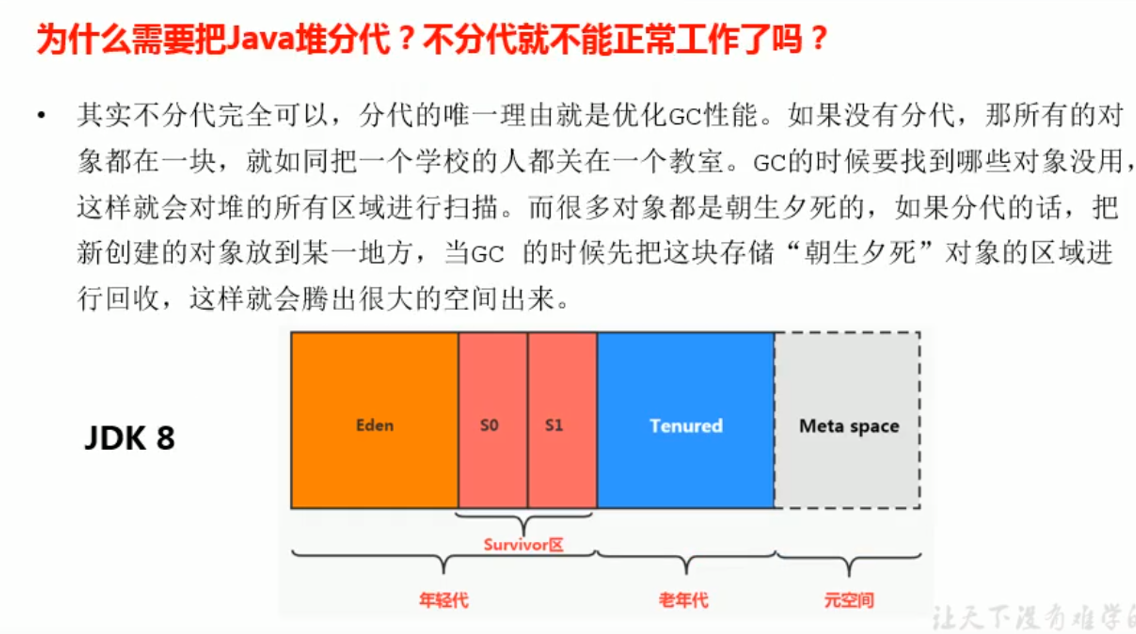 为什么需要把Java堆分代？不分代就不能正常工作了吗？
• 其实不分代完全可以，分代的唯一理由就是优化GC性能。如果没有分代，那所有的对
象都在一块，就如同把一个学校的人都关在一个教室。GC的时候要找到哪些对象没用，
这样就会对堆的所有区域进行扫描。而很多对象都是朝生夕死的，如果分代的话，把
新创建的对象放到某一地方，当GC 的时候先把这块存储“朝生夕死”对象的区域进
行回收，这样就会腾出很大的空间出来。
JDK 8
Eden
S0
S1
Tenured
Meta space
Survivor区
年轻代
老年代
元空间
让天下没有难学的